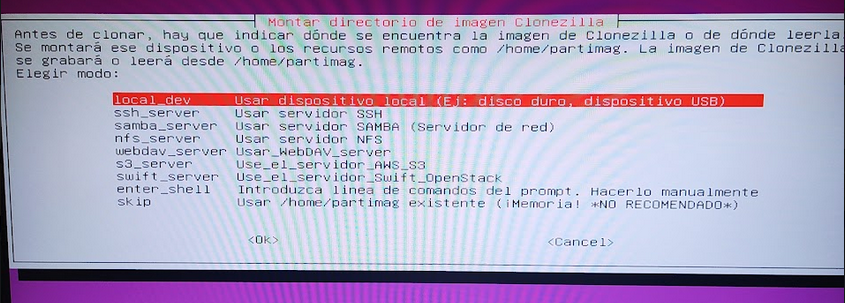 Montar directorio de imagen Clonezilla
Antes de clonar, hay que indicar dónde se encuentra la imagen de Clonezilla o de dónde leerla
Se montará ese dispositivo o los recursos remotos como /home/partimag. La imagen de Clonezilla
se grabará o leerá desde /home/partimag.
Elegir modo:
local_dev Usar dispositivo local (Ej: disco duro, dispositivo USB)
ssh_server Usar servidor SSH
samba_server Usar servidor SAMBA (Servidor de red)
nfs_server Usar servidor NFS
webdav_server Usar_WebDAV_server
s3_server Use_el_servidor_AWS_S3
swift_server Use_el_servidor_Swift_OpenStack
enter_shell Introduzca linea de comandos del prompt. Hacerlo manualmente
skip Usar /home/partimag existente (¡Memoria! *NO RECOMENDADO*)
<Ok> <Cancel>